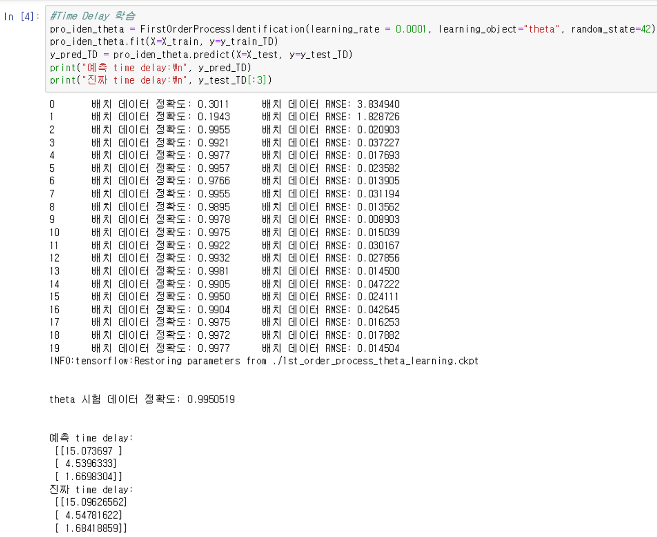 In [4]: #Time Delay 학습
pro_iden_theta = FirstOrderProcessIdentification(learning_rate = 0.0001, learning_object="theta", random_state=42)
pro_iden_theta.fit(X=X_train, y=y_train_TD)
y_pred_TD = pro_iden_theta.predict(X=X_test, y=y_test_TD)
print("예측 time delay:₩n", y_pred_TD)
print("진짜 time delay:₩n", y_test_TD[:3])
0 배치 데이터 정확도: 0.3011 배치 데이터 RMSE: 3.834940
1 배치 데이터 정확도: 0.1943 배치 데이터 RMSE: 1.828726
2 배치 데이터 정확도: 0.9955 배치 데이터 RMSE: 0.020903
3 배치 데이터 정확도: 0.9921 배치 데이터 RMSE: 0.037227
4 배치 데이터 정확도: 0.9977 배치 데이터 RMSE: 0.017693
5 배치 데이터 정확도: 0.9957 배치 데이터 RMSE: 0.023582
6 배치 데이터 정확도: 0.9766 배치 데이터 RMSE: 0.013905
7 배치 데이터 정확도: 0.9955 배치 데이터 RMSE: 0.031194
8 배치 데이터 정확도: 0.9895 배치 데이터 RMSE: 0.013562
9 배치 데이터 정확도: 0.9978 배치 데이터 RMSE: 0.008903
10 배치 데이터 정확도: 0.9975 배치 데이터 RMSE: 0.015039
11 배치 데이터 정확도: 0.9922 배치 데이터 RMSE: 0.030167
12 배치 데이터 정확도: 0.9932 배치 데이터 RMSE: 0.027856
13 배치 데이터 정확도: 0.9981 배치 데이터 RMSE: 0.014500
14 배치 데이터 정확도: 0.9905 배치 데이터 RMSE: 0.047222
15 배치 데이터 정확도: 0.9950 배치 데이터 RMSE: 0.024111
16 배치 데이터 정확도: 0.9904 배치 데이터 RMSE: 0.042645
17 배치 데이터 정확도: 0.9975 배치 데이터 RMSE: 0.016253
18 배치 데이터 정확도: 0.9972 배치 데이터 RMSE: 0.017882
19 배치 데이터 정확도: 0.9977 배치 데이터 RMSE: 0.014504
INFO:tensorflow:Restoring parameters from ./1st_order_process_theta_learning.ckpt
theta 시험 데이터 정확도: 0.9950519
예측 time delay:
[[15.073697 ]
[ 4.5396333]
[ 1.6698304]]
진짜 time delay:
[[15.09626562]
[ 4.54781622]
[ 1.68418859]]